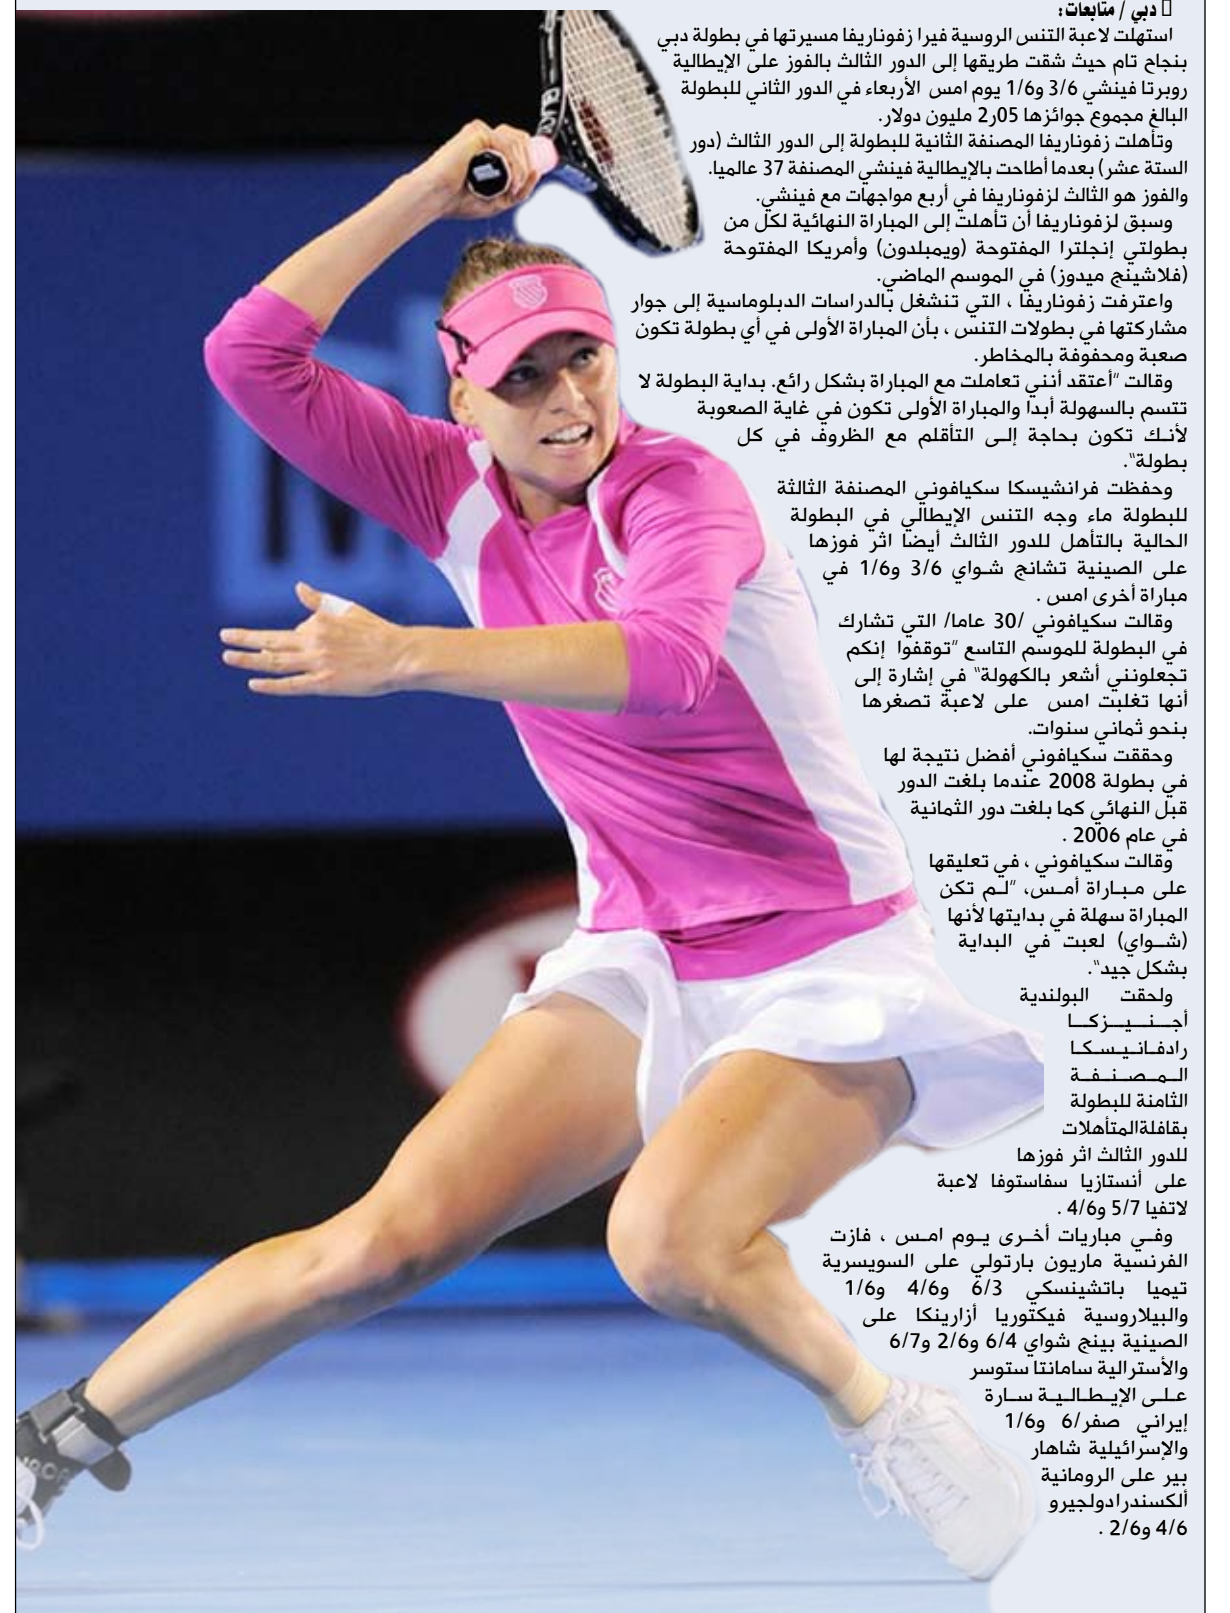 دبي / متابعات:
استهلت لاعبة التنس الروسية فيرا زفوناريفا مسيرتها في بطولة دبي
بنجاح تام حيث شقت طريقها إلى الدور الثالث بالفوز على الإيطالية
روبرتا فينشي 3/6 و1/6 يوم امس الأربعاء في الدور الثاني للبطولة
البالغ مجموع جوائزها 05ر2 مليون دولار.
وتأهلت زفوناريفا المصنفة الثانية للبطولة إلى الدور الثالث (دور
الستة عشر) بعدما أطاحت بالإيطالية فينشي المصنفة 37 عالميا.
والفوز هو الثالث لزفوناريفا في أربع مواجهات مع فينشي.
وسبق لزفوناريفا أن تأهلت إلى المباراة النهائية لكل من
بطولتي إنجلترا المفتوحة (ويمبلدون) وأمريكا المفتوحة
(فلاشينج ميدوز) في الموسم الماضي.
واعترفت زفوناريفا ، التي تنشغل بالدراسات الدبلوماسية إلى جوار
مشاركتها في بطولات التنس ، بأن المباراة الأولى في أي بطولة تكون
صعبة ومحفوفة بالمخاطر.
وقالت "أعتقد أنني تعاملت مع المباراة بشكل رائع. بداية البطولة لا
تتسم بالسهولة أبدا والمباراة الأولى تكون في غاية الصعوبة
لأنك تكون بحاجة إلى التأقلم مع الظروف في كل
بطولة".
وحفظت فرانشيسكا سكيافوني المصنفة الثالثة
للبطولة ماء وجه التنس الإيطالي في البطولة
الحالية بالتأهل للدور الثالث أيضا اثر فوزها
على الصينية تشانج شواي 3/6 و1/6 في
مباراة أخرى امس .
وقالت سكيافوني /30 عاما/ التي تشارك
في البطولة للموسم التاسع "توقفوا إنكم
تجعلونني أشعر بالكهولة" في إشارة إلى
أنها تغلبت امس على لاعبة تصغرها
بنحو ثماني سنوات.
وحققت سكيافوني أفضل نتيجة لها
في بطولة 2008 عندما بلغت الدور
قبل النهائي كما بلغت دور الثمانية
في عام 2006 .
وقالت سكيافوني ، في تعليقها
على مباراة أمس، "لم تكن
المباراة سهلة في بدايتها لأنها
(شواي) لعبت في البداية
بشكل جيد".
ولحقت البولندية
أجنيزكا
رادفانيسكا
المصنفة
الثامنة للبطولة
بقافلةالمتأهلات
للدور الثالث اثر فوزها
على أنستازيا سفاستوفا لاعبة
لاتفيا 5/7 و4/6 .
وفي مباريات أخرى يوم امس ، فازت
الفرنسية ماريون بارتولي على السويسرية
تيميا باتشينسكي 6/3 و4/6 و1/6
والبيلاروسية فيكتوريا أزارينكا على
الصينية بينج شواي 6/4 و2/6 و6/7
والأسترالية سامانتا ستوسر
على الإيطالية سارة
إيراني صفر/6 و1/6
والإسرائيلية شاهار
بير على الرومانية
ألكسندرادولجيرو
4/6 و2/6 .